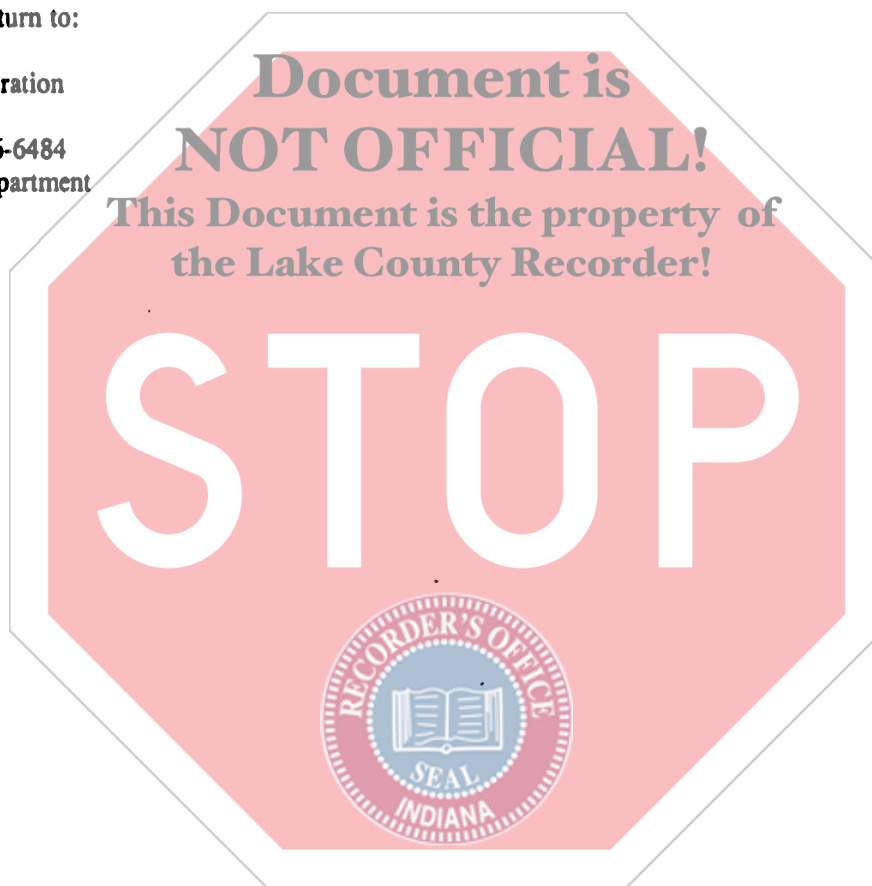 turn to:
ration
6-6484
partment
Document is
NOT OFFICIAL!
This Document is the property of
the Lake County Recorder!
STOP
RECORDER'S OFFICE
SEAL
INDIANA